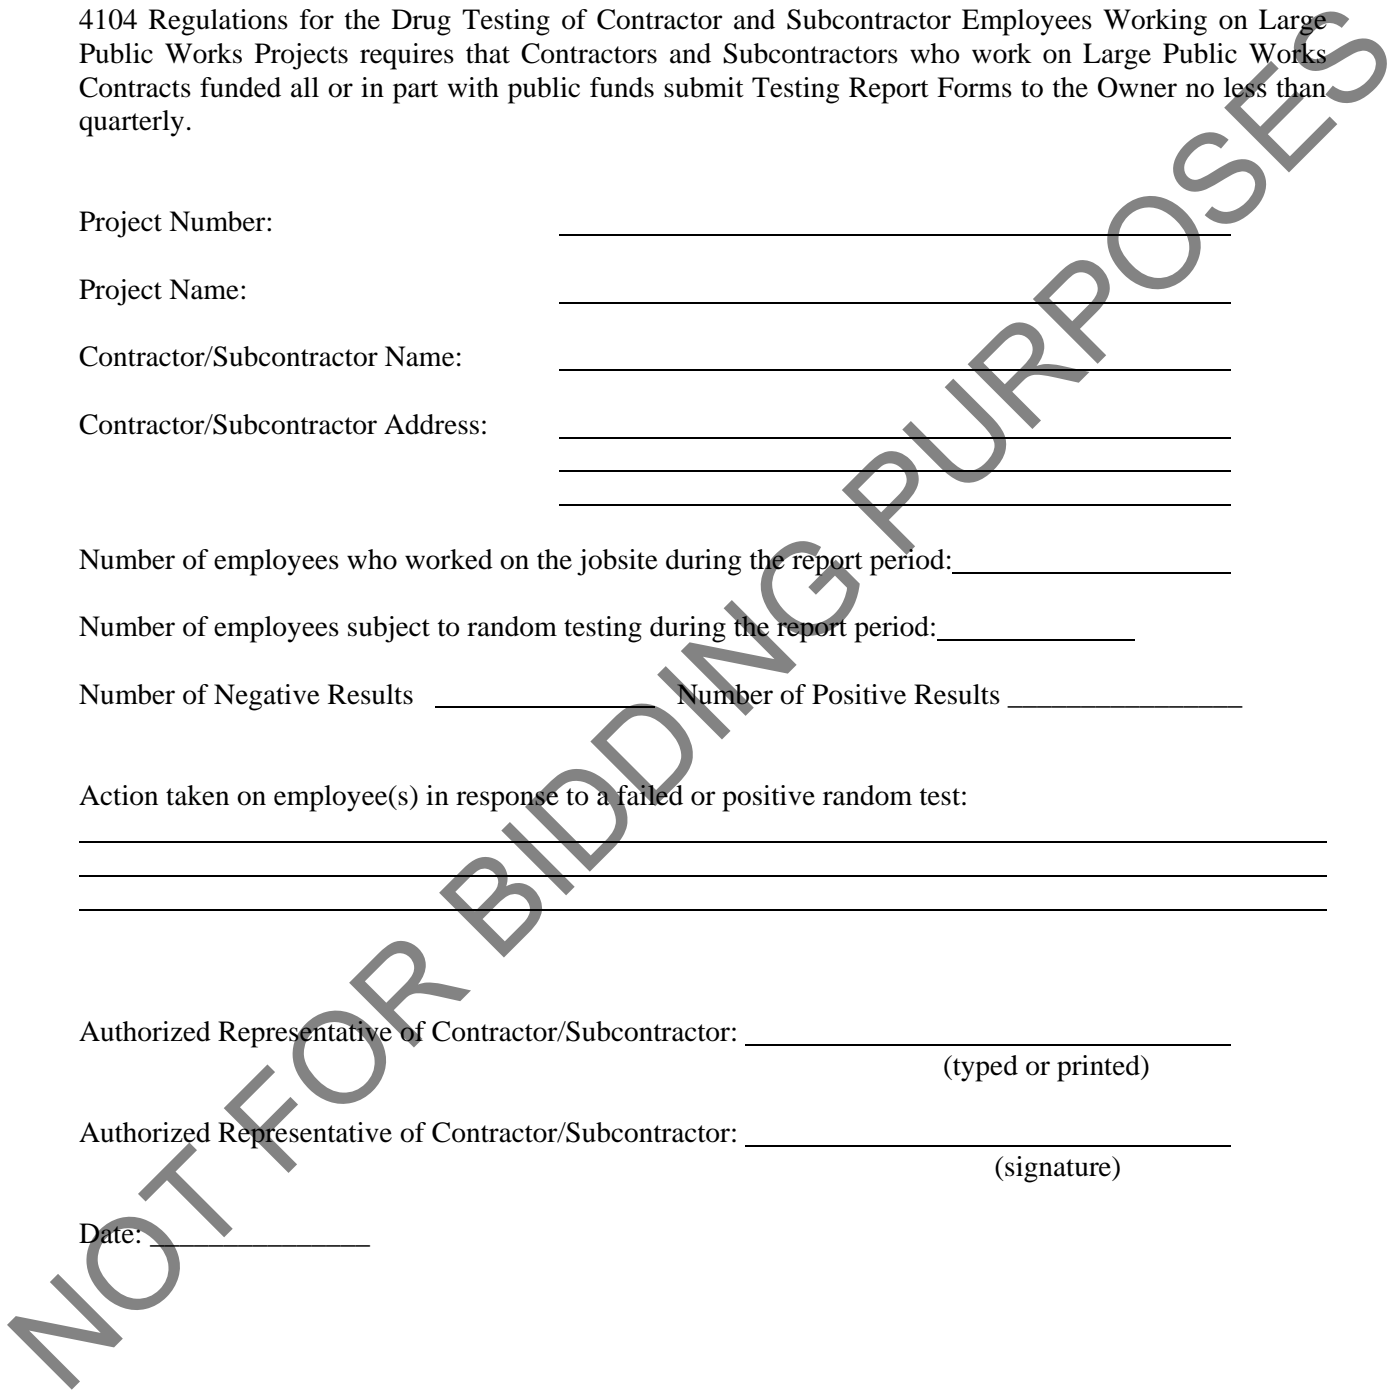 4104 Regulations for the Drug Testing of Contractor and Subcontractor Employees Working on Large
Public Works Projects requires that Contractors and Subcontractors who work on Large Public Works
Contracts funded all or in part with public funds submit Testing Report Forms to the Owner no less than
quarterly.
Project Number:
Project Name:
Contractor/Subcontractor Name:
Contractor/Subcontractor Address:
Number of employees who worked on the jobsite during the report period:
Number of employees subject to random testing during the report period:
Number of Negative Results Number of Positive Results ________________
Action taken on employee(s) in response to a failed or positive random test:
Authorized Representative of Contractor/Subcontractor:
(typed or printed)
Authorized Representative of Contractor/Subcontractor:
(signature)
Date: _______________
NOT FOR BIDDING PURPOSES